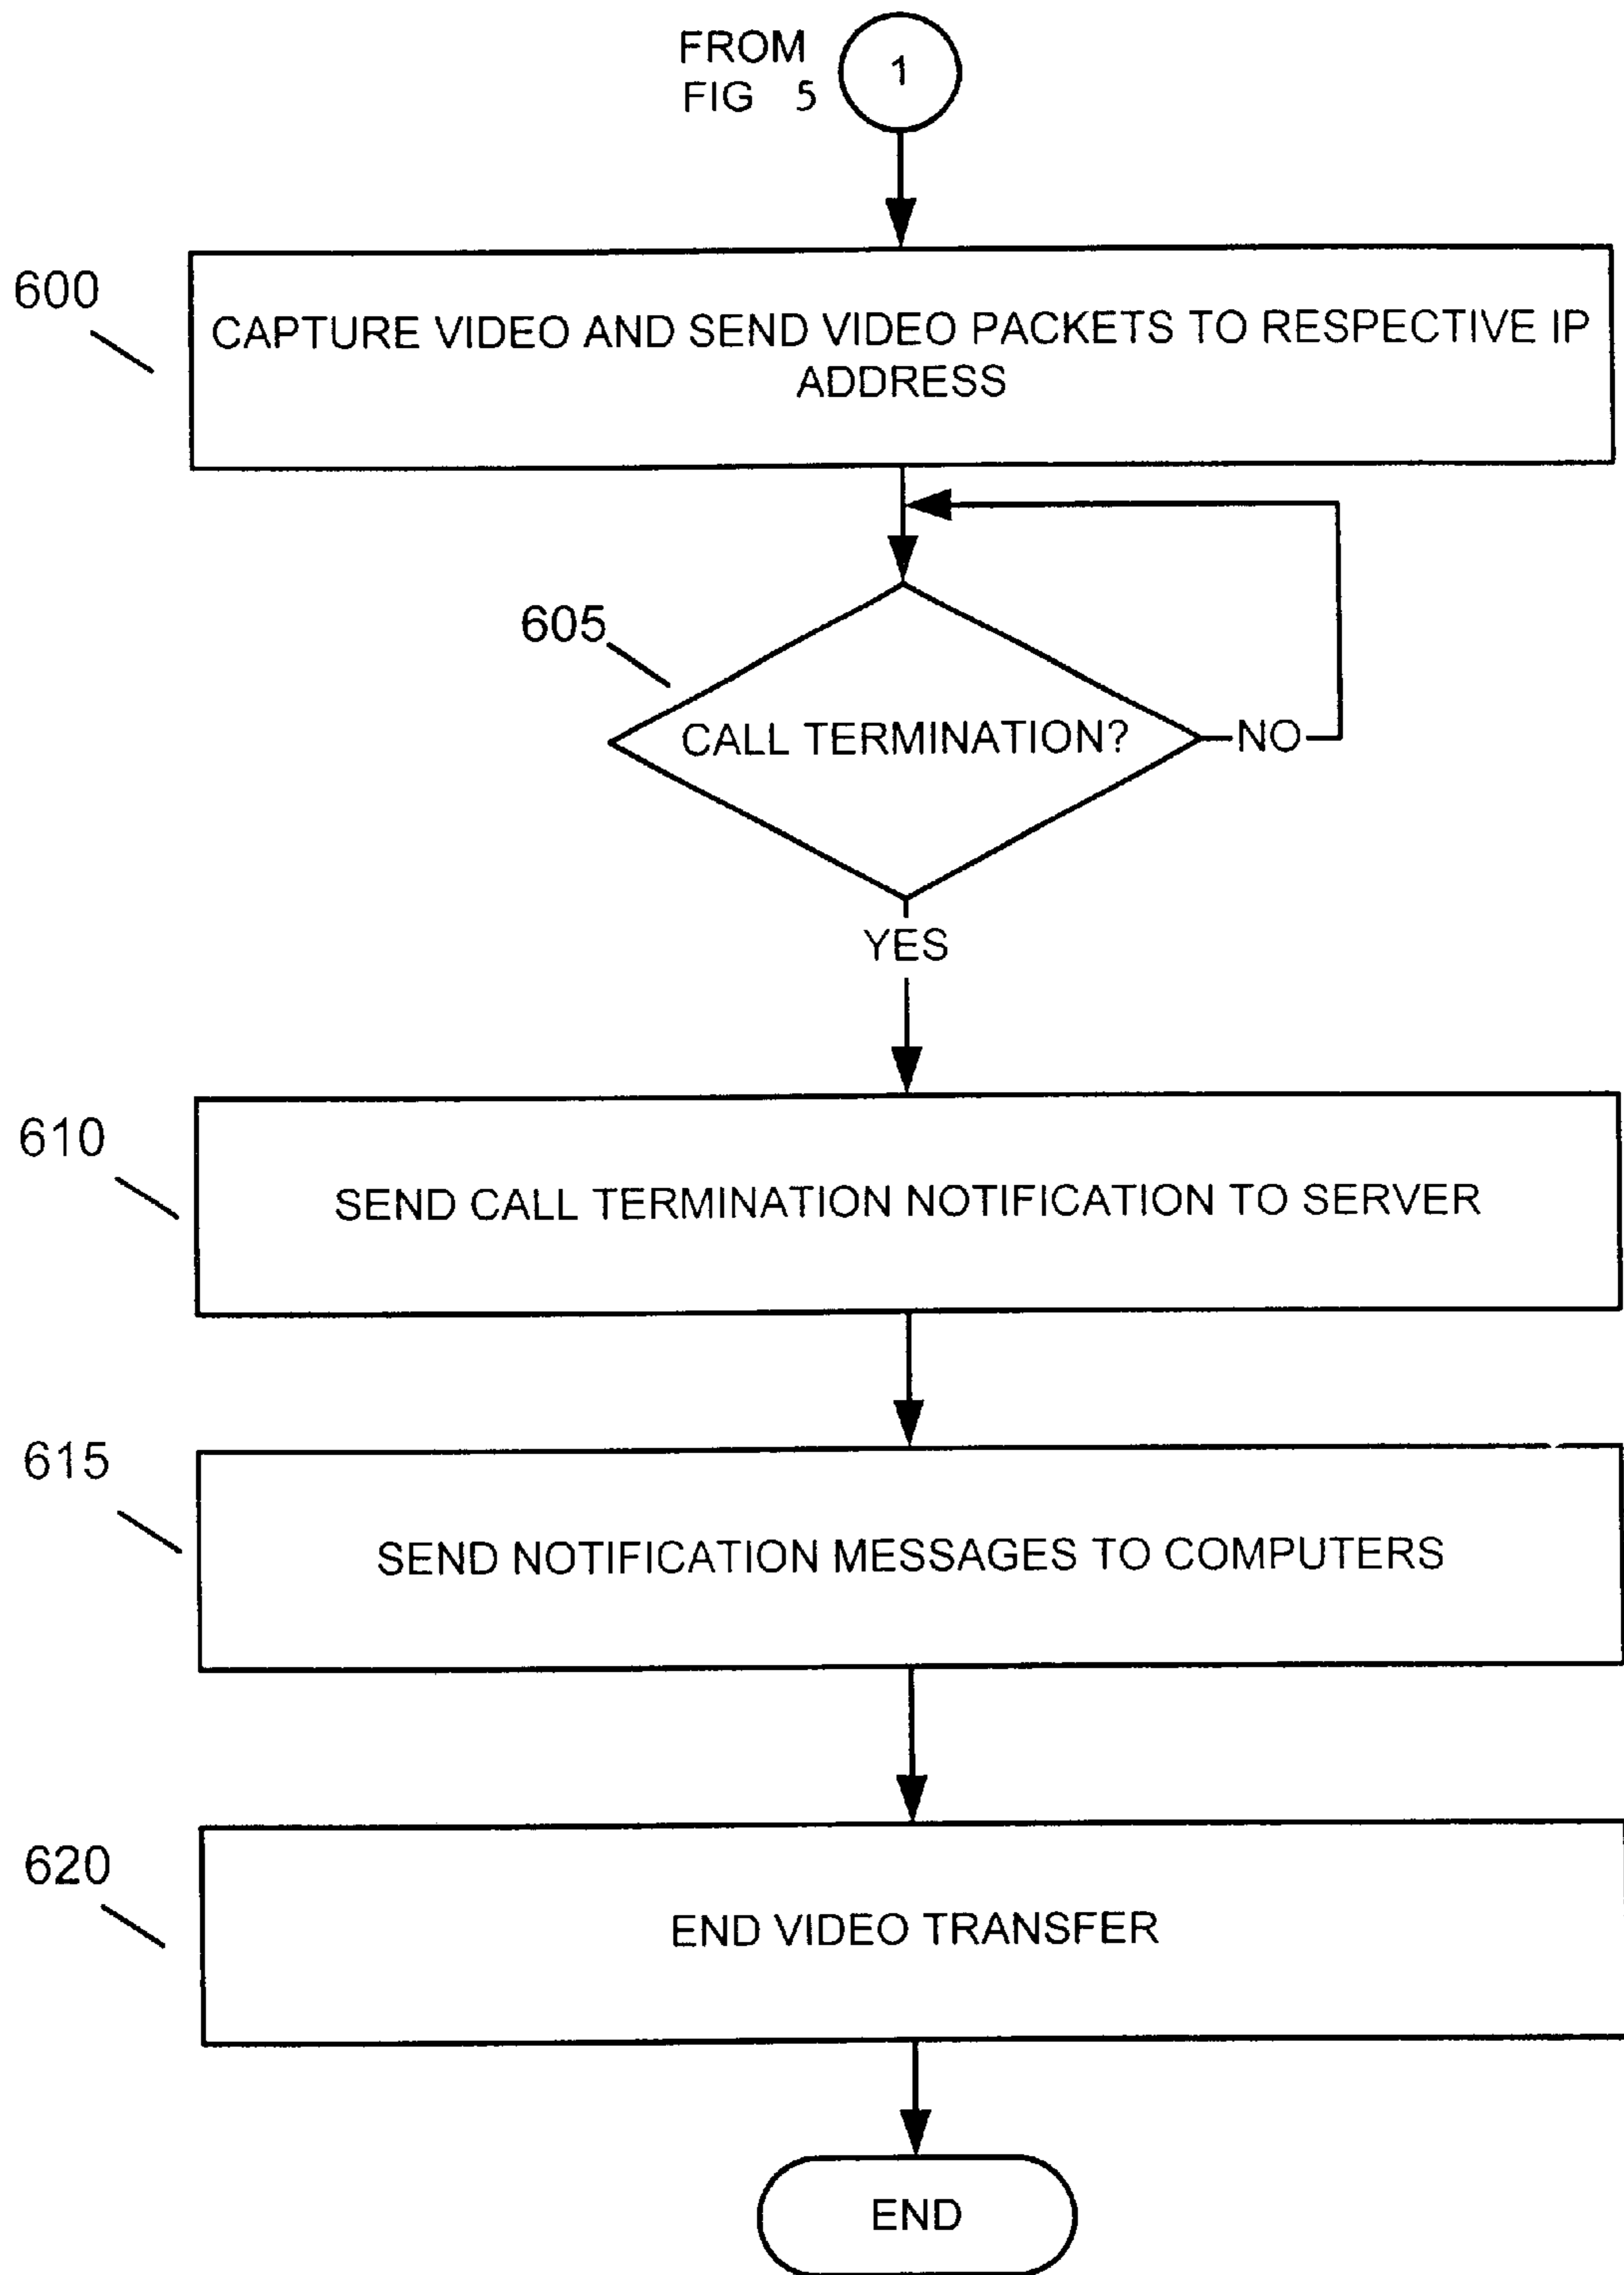 FROM
FIG 5
1
600
CAPTURE VIDEO AND SEND VIDEO PACKETS TO RESPECTIVE IP
ADDRESS
605
CALL TERMINATION?
NO
YES
610
SEND CALL TERMINATION NOTIFICATION TO SERVER
615
SEND NOTIFICATION MESSAGES TO COMPUTERS
620
END VIDEO TRANSFER
END